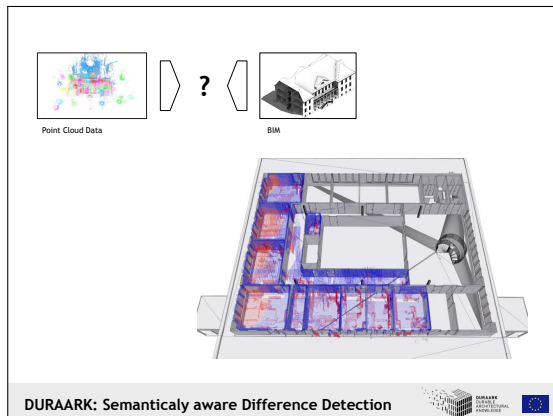 ?
Point Cloud Data
BIM
DURAARK: Semanticaly aware Difference Detection
DURAARK
DURABLE
ARCHITECTURAL
KNOWLEDGE